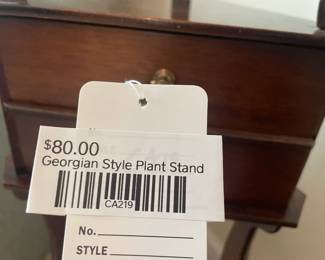 $80.00
Georgian Style Plant Stand
CA219
No.
STYLE